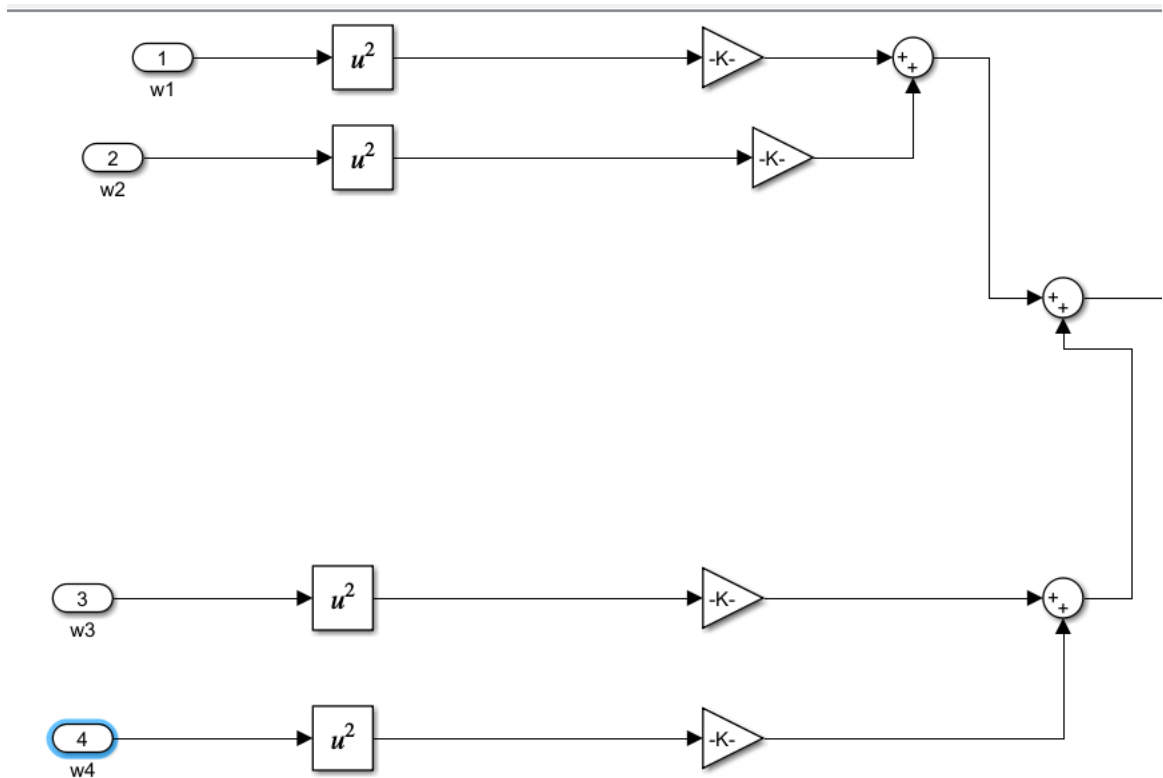 1
u²
-K-
+
+
w1
2
u²
-K-
w2
+
+
3
u²
-K-
+
+
w3
4
u²
-K-
w4